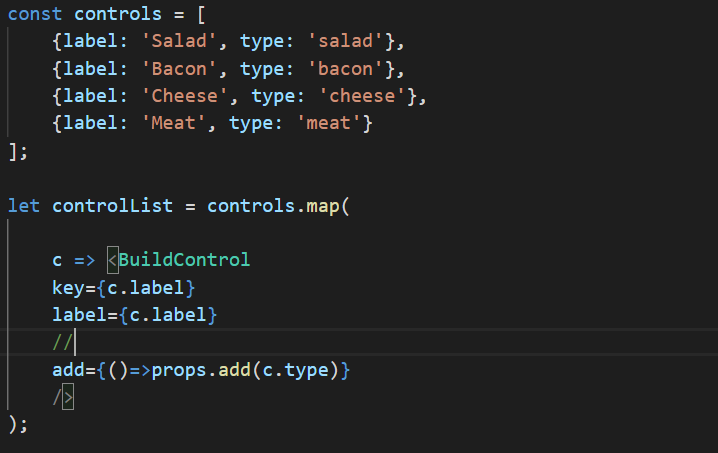 const controls = [
    {label: 'Salad', type: 'salad'},
    {label: 'Bacon', type: 'bacon'},
    {label: 'Cheese', type: 'cheese'},
    {label: 'Meat', type: 'meat'}
];
let controlList = controls.map(
    c => <BuildControl
    key={c.label}
    label={c.label}
    //
    add={()=>props.add(c.type)}
    />
);